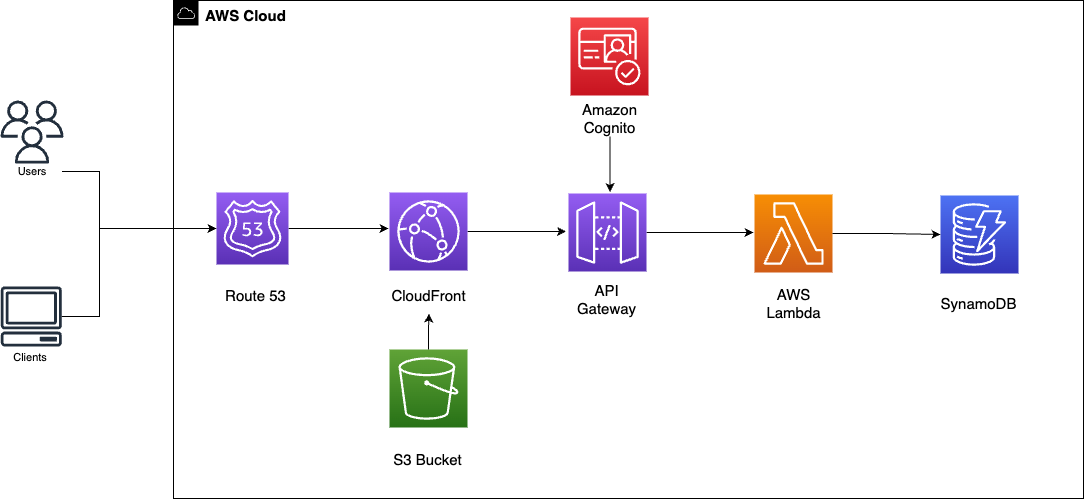 AWS Cloud
Amazon
Cognito
Users
53
</>
Route 53
CloudFront
API
Gateway
AWS
Lambda
SynamoDB
Clients
S3 Bucket